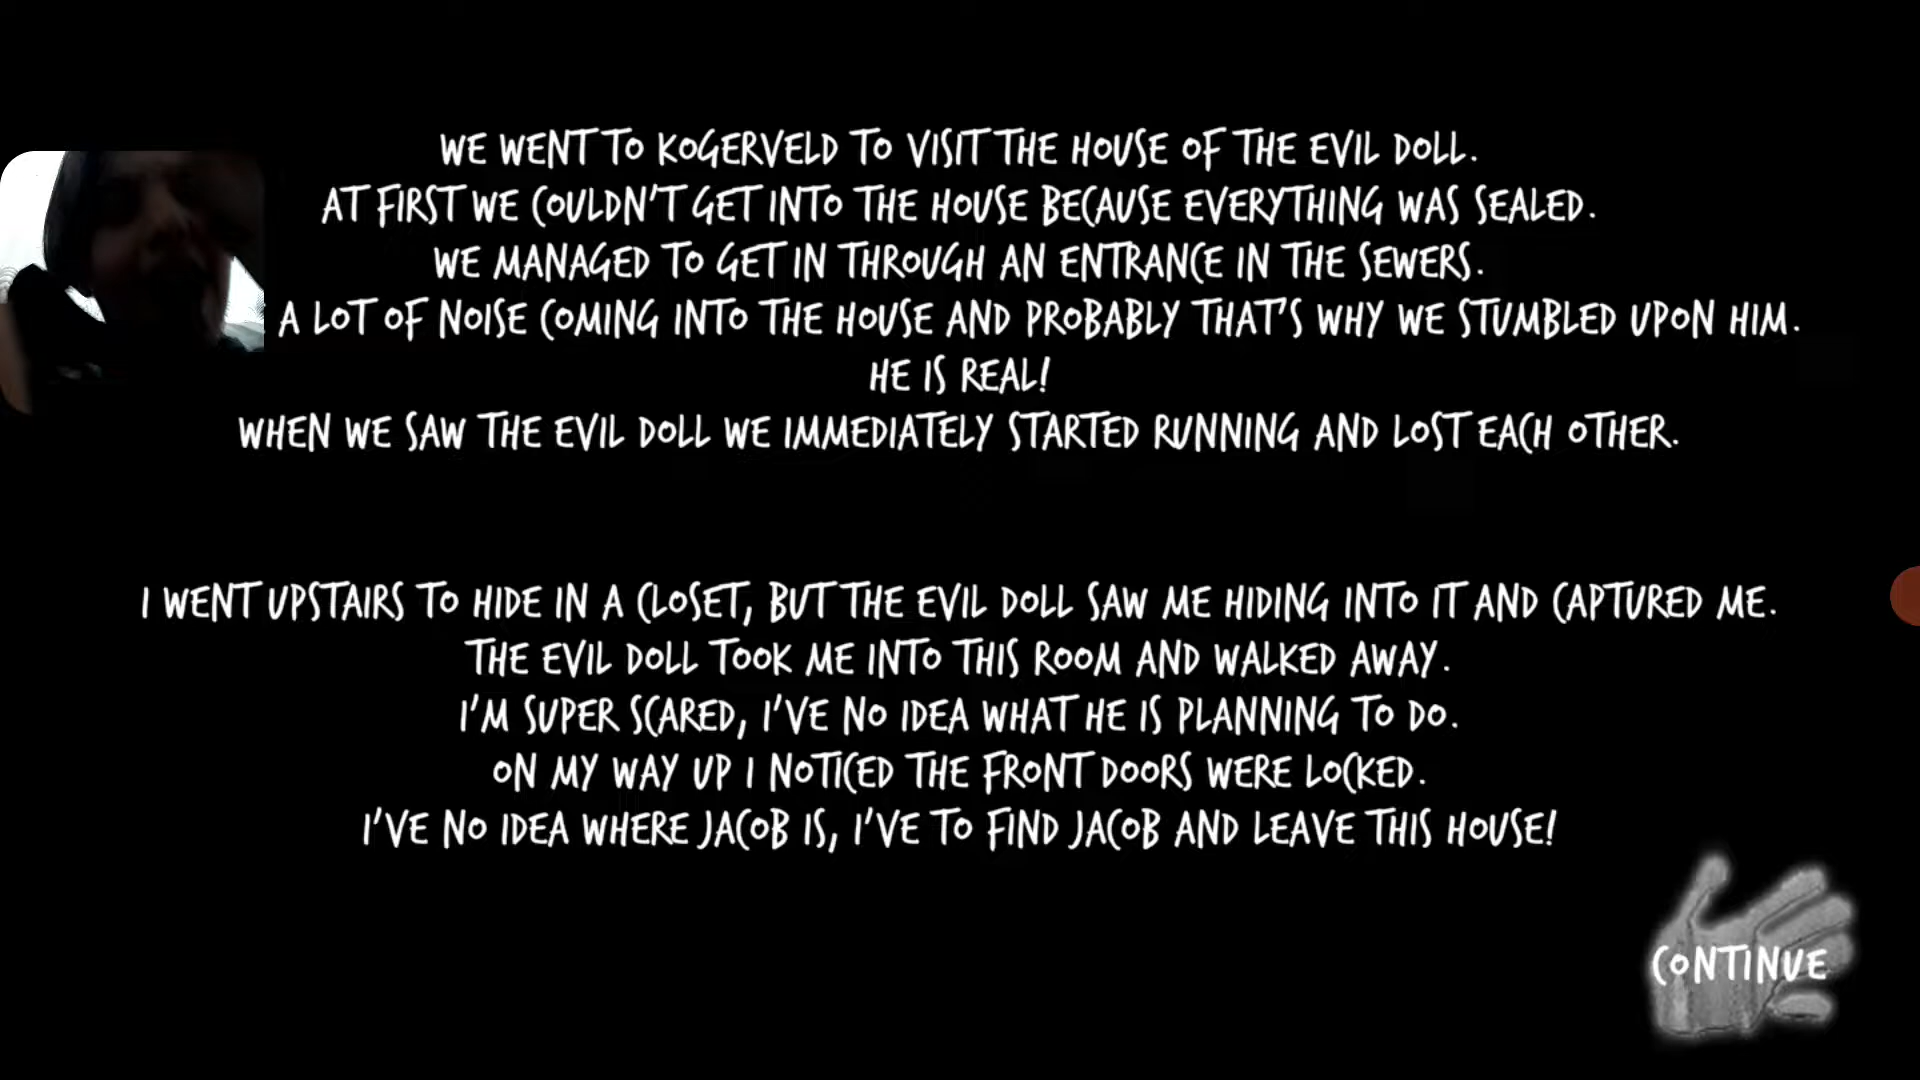 WE WENT TO KOGERVELD TO VISIT THE HOUSE OF THE EVIL DOLL.
AT FIRST WE COULDN'T GET INTO THE HOUSE BECAUSE EVERYTHING WAS SEALED.
WE MANAGED TO GET IN THROUGH AN ENTRANCE IN THE SEWERS.
A LOT OF NOISE COMING INTO THE HOUSE AND PROBABLY THAT'S WHY WE STUMBLED UPON HIM.
HE IS REAL!
WHEN WE SAW THE EVIL DOLL WE IMMEDIATELY STARTED RUNNING AND LOST EACH OTHER.
I WENT UPSTAIRS TO HIDE IN A CLOSET, BUT THE EVIL DOLL SAW ME HIDING INTO IT AND CAPTURED ME.
THE EVIL DOLL TOOK ME INTO THIS ROOM AND WALKED AWAY.
I'M SUPER SCARED, I'VE NO IDEA WHAT HE IS PLANNING TO DO.
ON MY WAY UP I NOTICED THE FRONT DOORS WERE LOCKED.
I'VE NO IDEA WHERE JACOB IS, I'VE TO FIND JACOB AND LEAVE THIS HOUSE!
CONTINUE